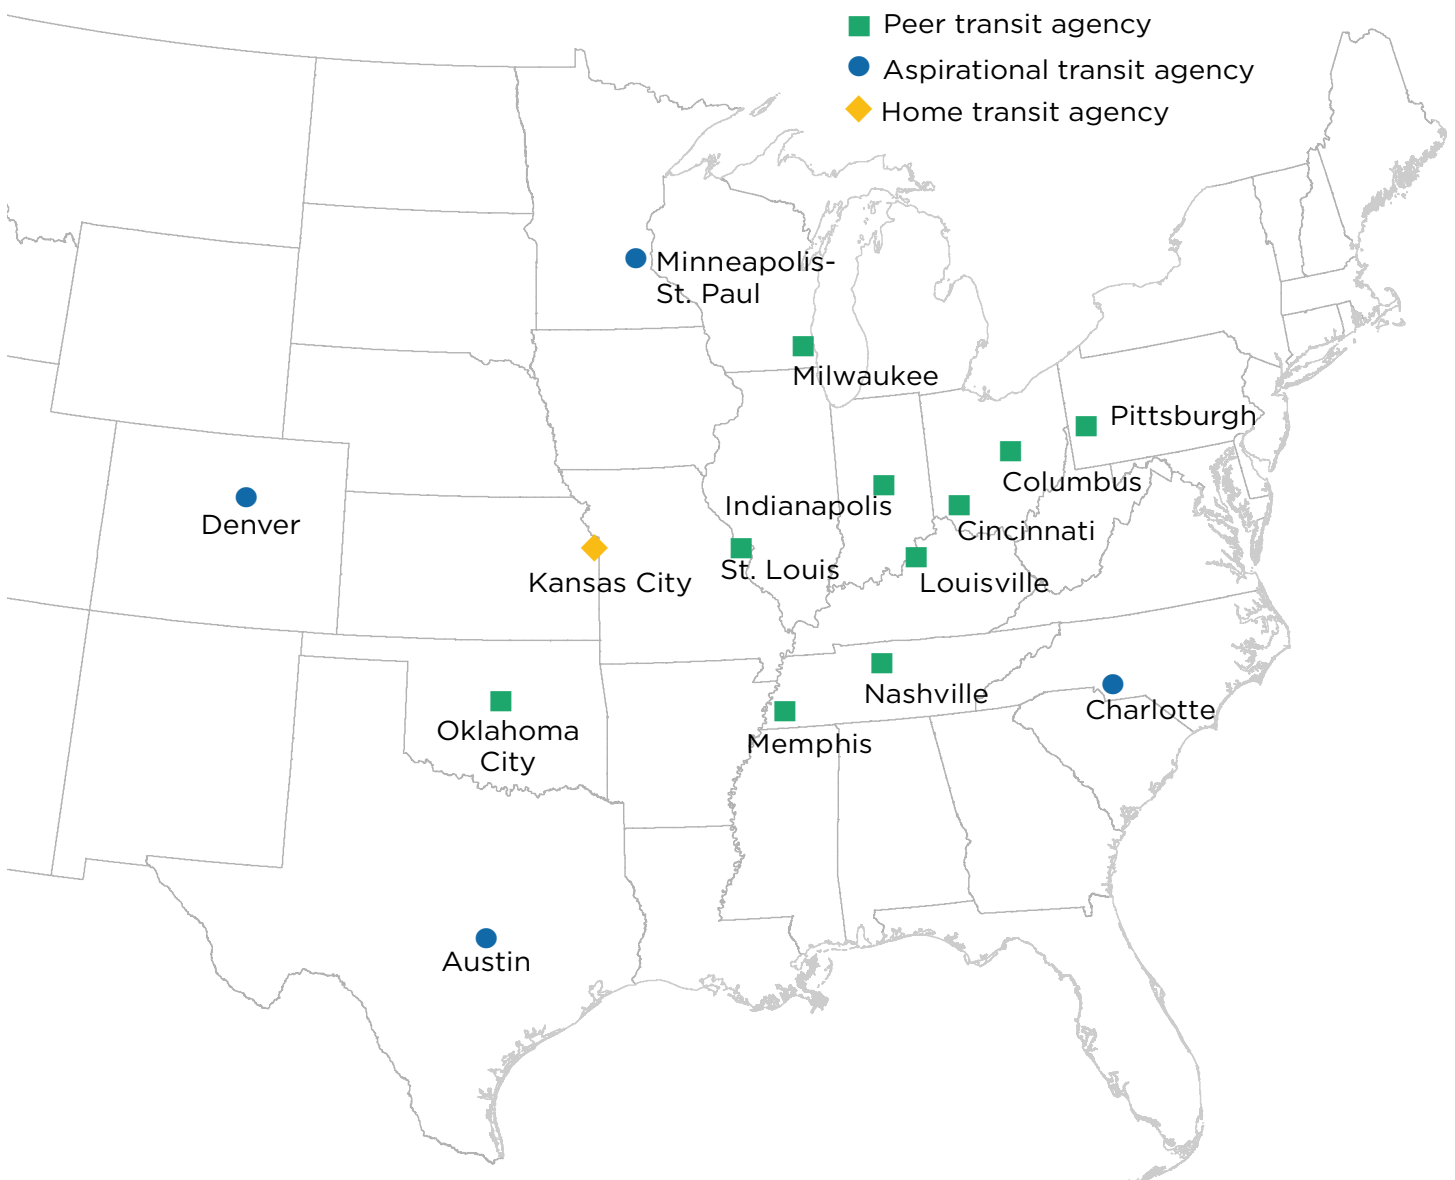 Peer transit agency
Aspirational transit agency
Home transit agency
Minneapolis-
St. Paul
Milwaukee
Pittsburgh
Columbus
Indianapolis
Cincinnati
Denver
St. Louis
Kansas City
Louisville
Nashville
Charlotte
Oklahoma
City
Memphis
Austin